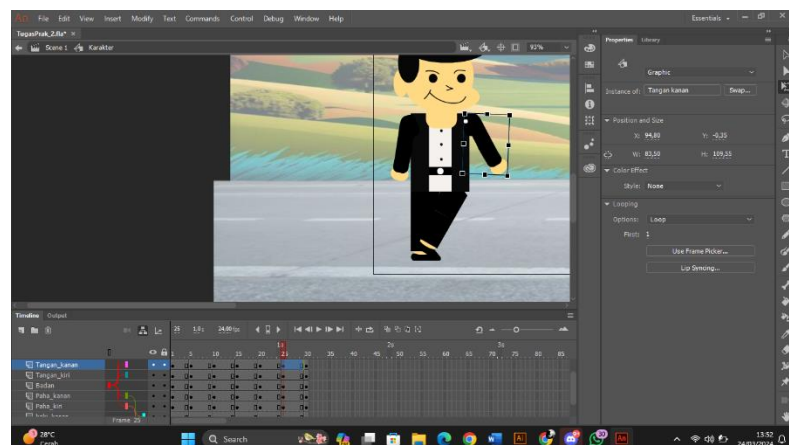 An File Edit View Insert Modify Text Commands Control Debug Window Help Essentials
TugasPrak_2.fla* ×
Scene 1 Karakter 93%
Properties Library
Graphic
Instance of: Tangan kanan Swap...
Position and Size
X: 94,80 Y: -0,35
W: 83,50 H: 109,55
Color Effect
Style: None
Looping
Options: Loop
First: 1
Use Frame Picker...
Lip Syncing...
Timeline Output
25 1,0s 24,00 fps
1s 2s 3s
1 5 10 15 20 25 30 35 40 45 50 55 60 65 70 75 80 85
Tangan_kanan
Tangan_kiri
Badan
Paha_kanan
Paha_kiri
Frame 25
28°C
Cerah
Search
13:52
24/03/2024